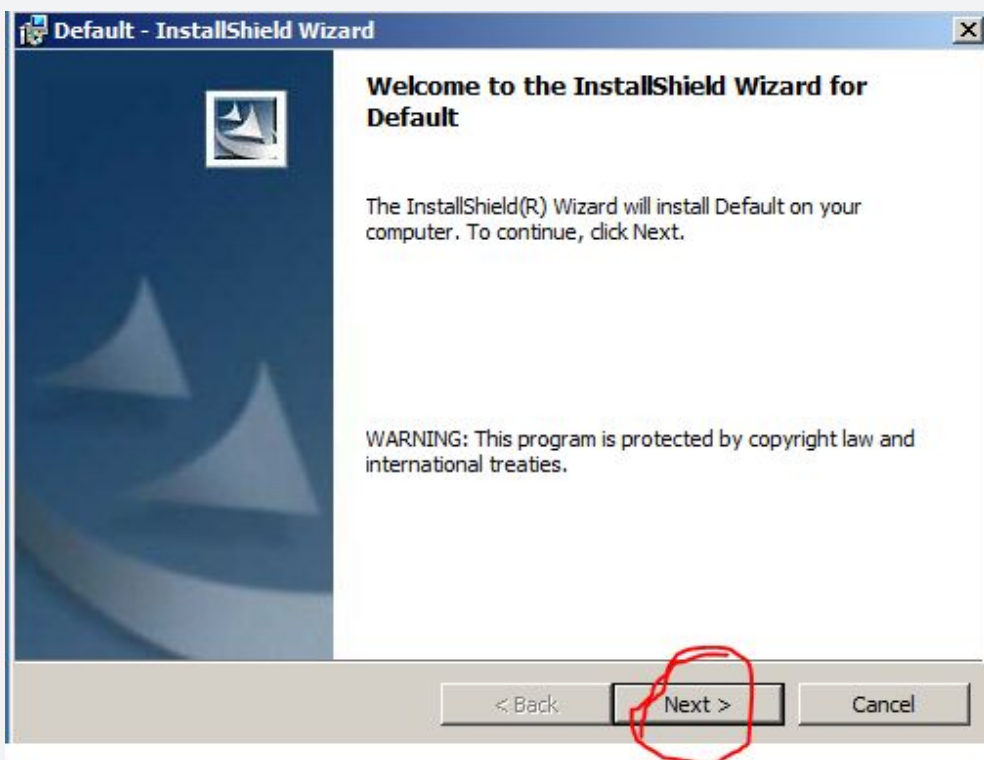 Default - InstallShield Wizard
Welcome to the InstallShield Wizard for
Default
The InstallShield(R) Wizard will install Default on your
computer. To continue, click Next.
WARNING: This program is protected by copyright law and
international treaties.
< Back
Next >
Cancel